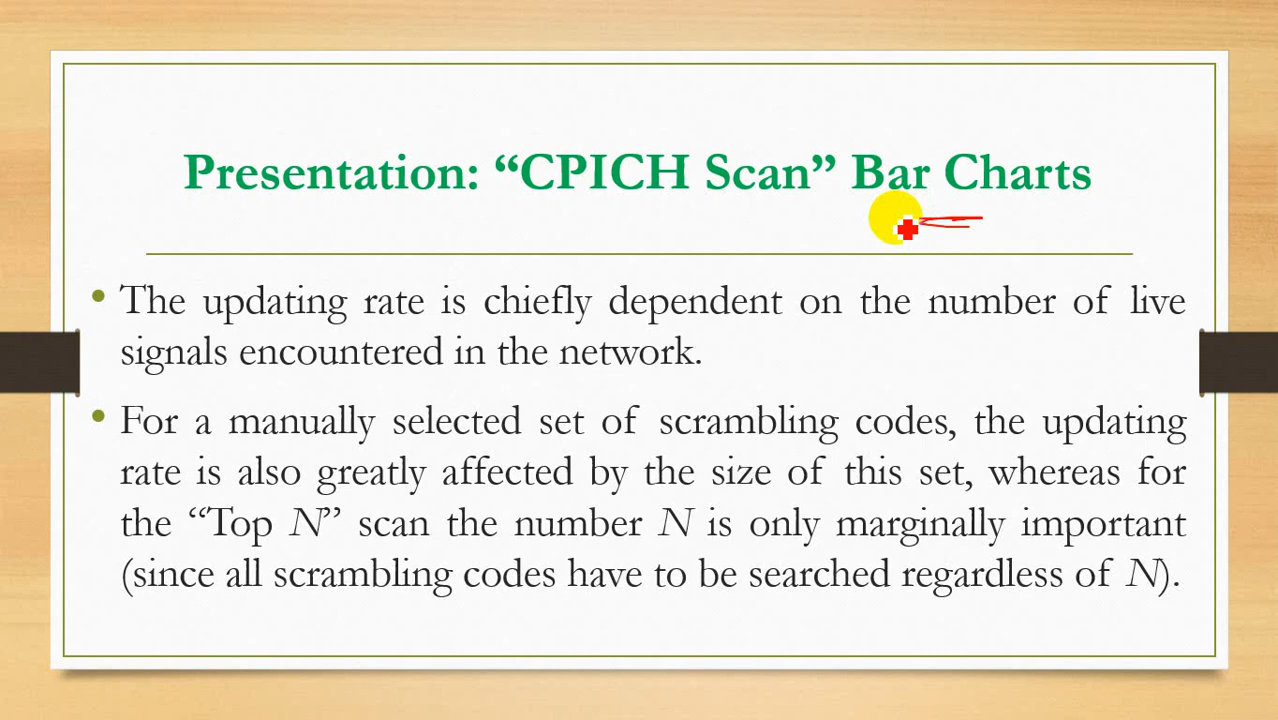 Presentation: “CPICH Scan” Bar Charts
• The updating rate is chiefly dependent on the number of live
signals encountered in the network.
• For a manually selected set of scrambling codes, the updating
rate is also greatly affected by the size of this set, whereas for
the “Top N” scan the number N is only marginally important
(since all scrambling codes have to be searched regardless of N).